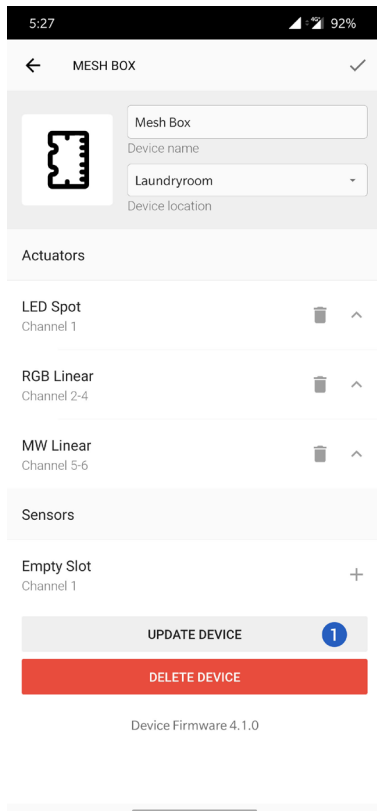 5:27
4G 92%
MESH BOX
Mesh Box
Device name
Laundryroom
Device location
Actuators
LED Spot
Channel 1
RGB Linear
Channel 2-4
MW Linear
Channel 5-6
Sensors
Empty Slot
Channel 1
UPDATE DEVICE 1
DELETE DEVICE
Device Firmware 4.1.0